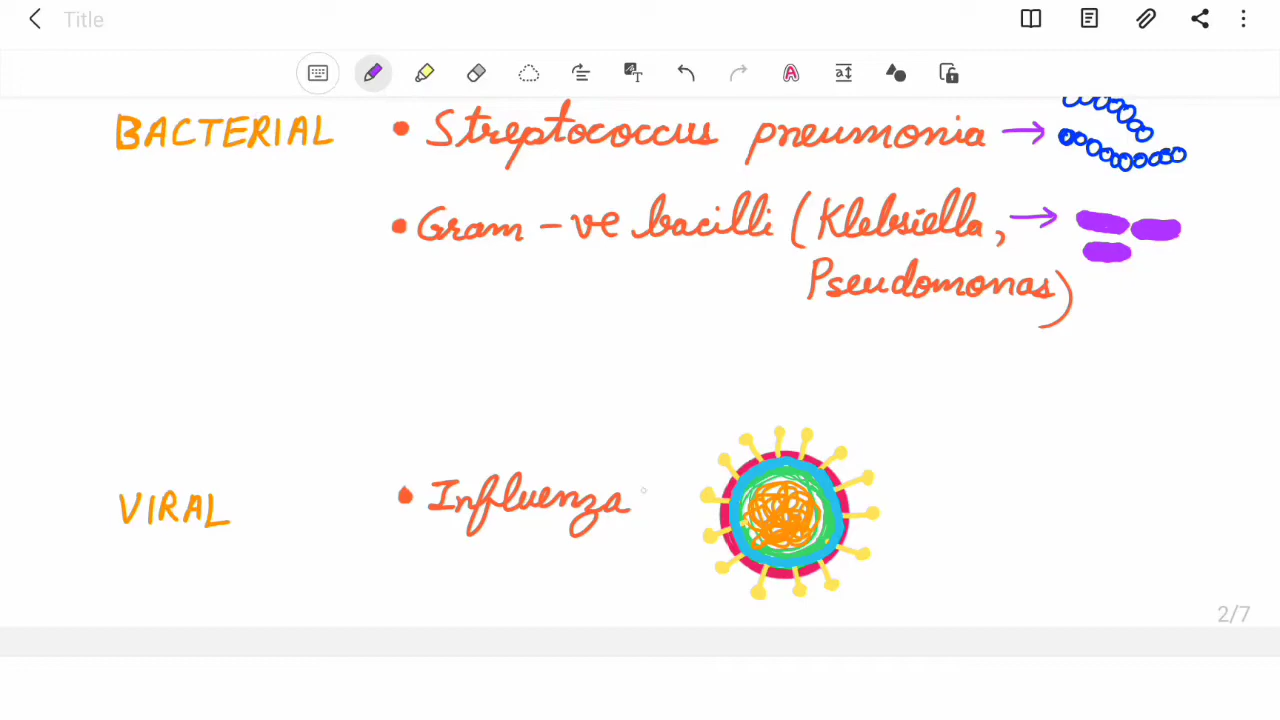 Title
BACTERIAL • Streptococcus pneumonia →
• Gram -ve bacilli (Klebsiella, →
Pseudomonas)
VIRAL • Influenza
2/7